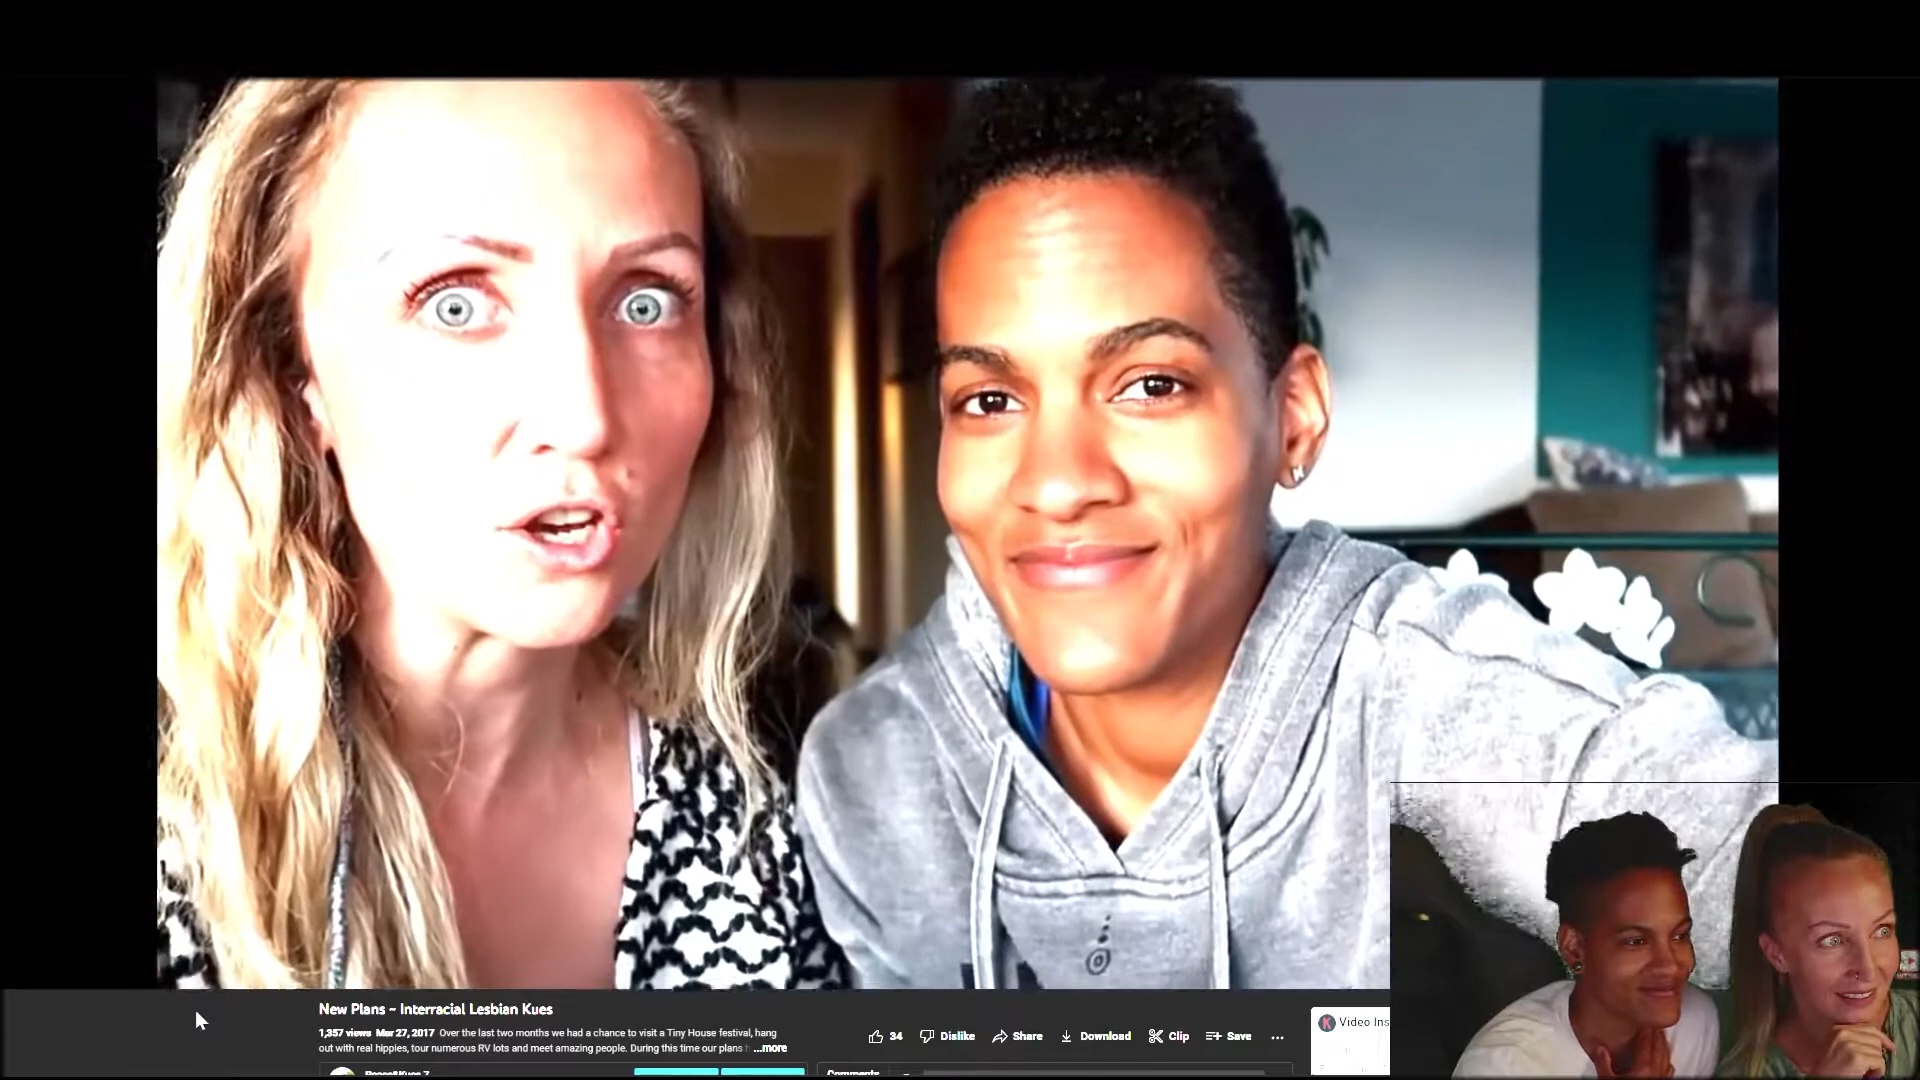 New Plans ~ Interracial Lesbian Kues
1,357 views Mar 27, 2017 Over the last two months we had a chance to visit a Tiny House festival, hang
out with real hippies, tour numerous RV lots and meet amazing people. During this time our plans ...more
34 Dislike Share Download Clip Save ...
Video Ins
Comments